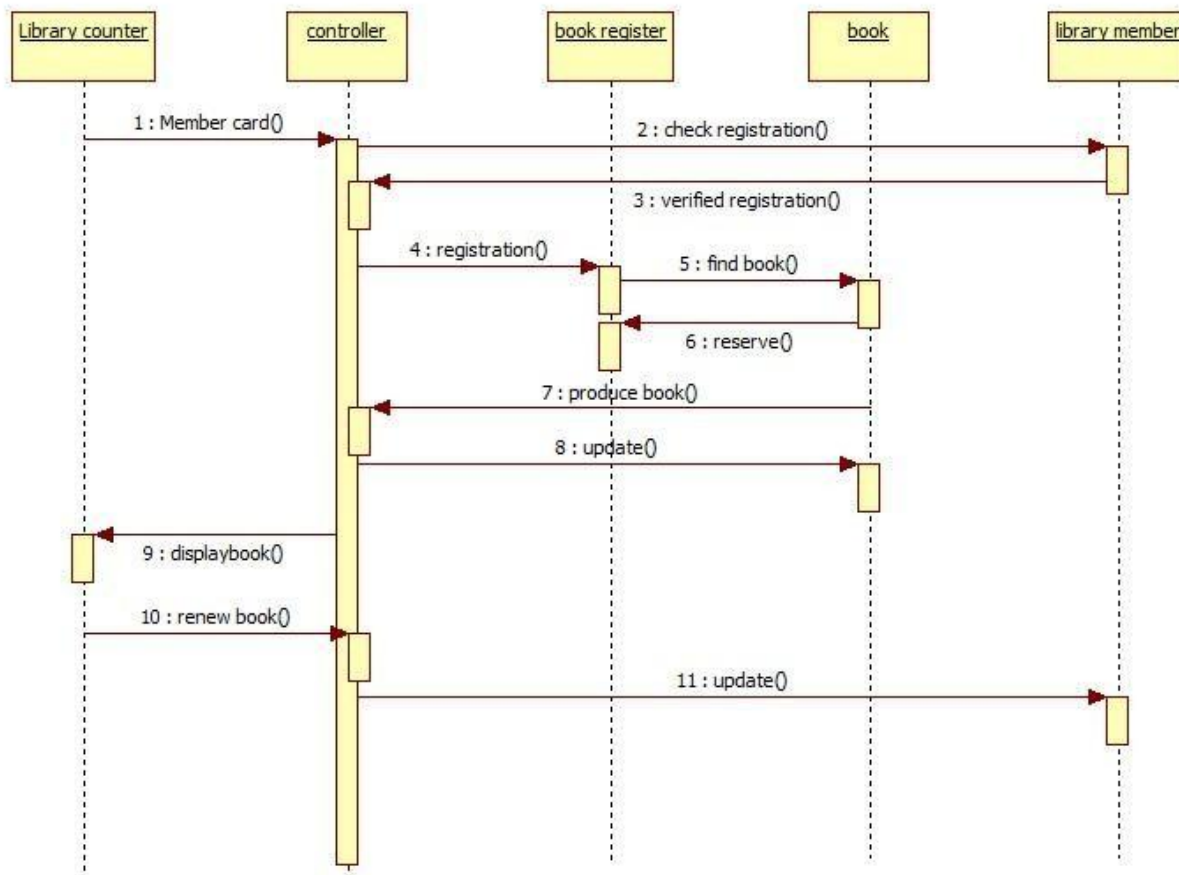 Library counter
controller
book register
book
library member
1 : Member card()
2 : check registration()
3 : verified registration()
4 : registration()
5 : find book()
6 : reserve()
7 : produce book()
8 : update()
9 : displaybook()
10 : renew book()
11 : update()